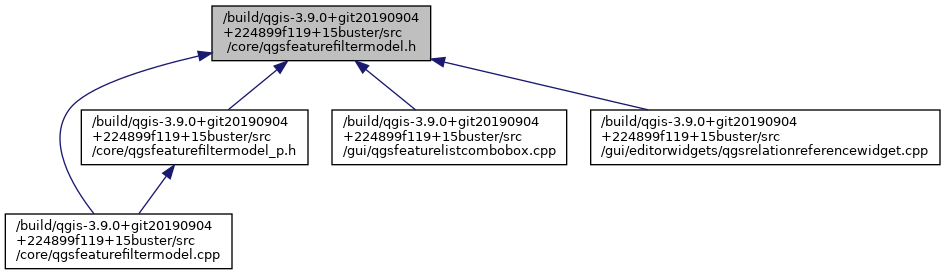 /build/qgis-3.9.0+git20190904
+224899f119+15buster/src
/core/qgsfeaturefiltermodel.h
/build/qgis-3.9.0+git20190904
+224899f119+15buster/src
/core/qgsfeaturefiltermodel_p.h
/build/qgis-3.9.0+git20190904
+224899f119+15buster/src
/gui/qgsfeaturelistcombobox.cpp
/build/qgis-3.9.0+git20190904
+224899f119+15buster/src
/gui/editorwidgets/qgsrelationreferencewidget.cpp
/build/qgis-3.9.0+git20190904
+224899f119+15buster/src
/core/qgsfeaturefiltermodel.cpp